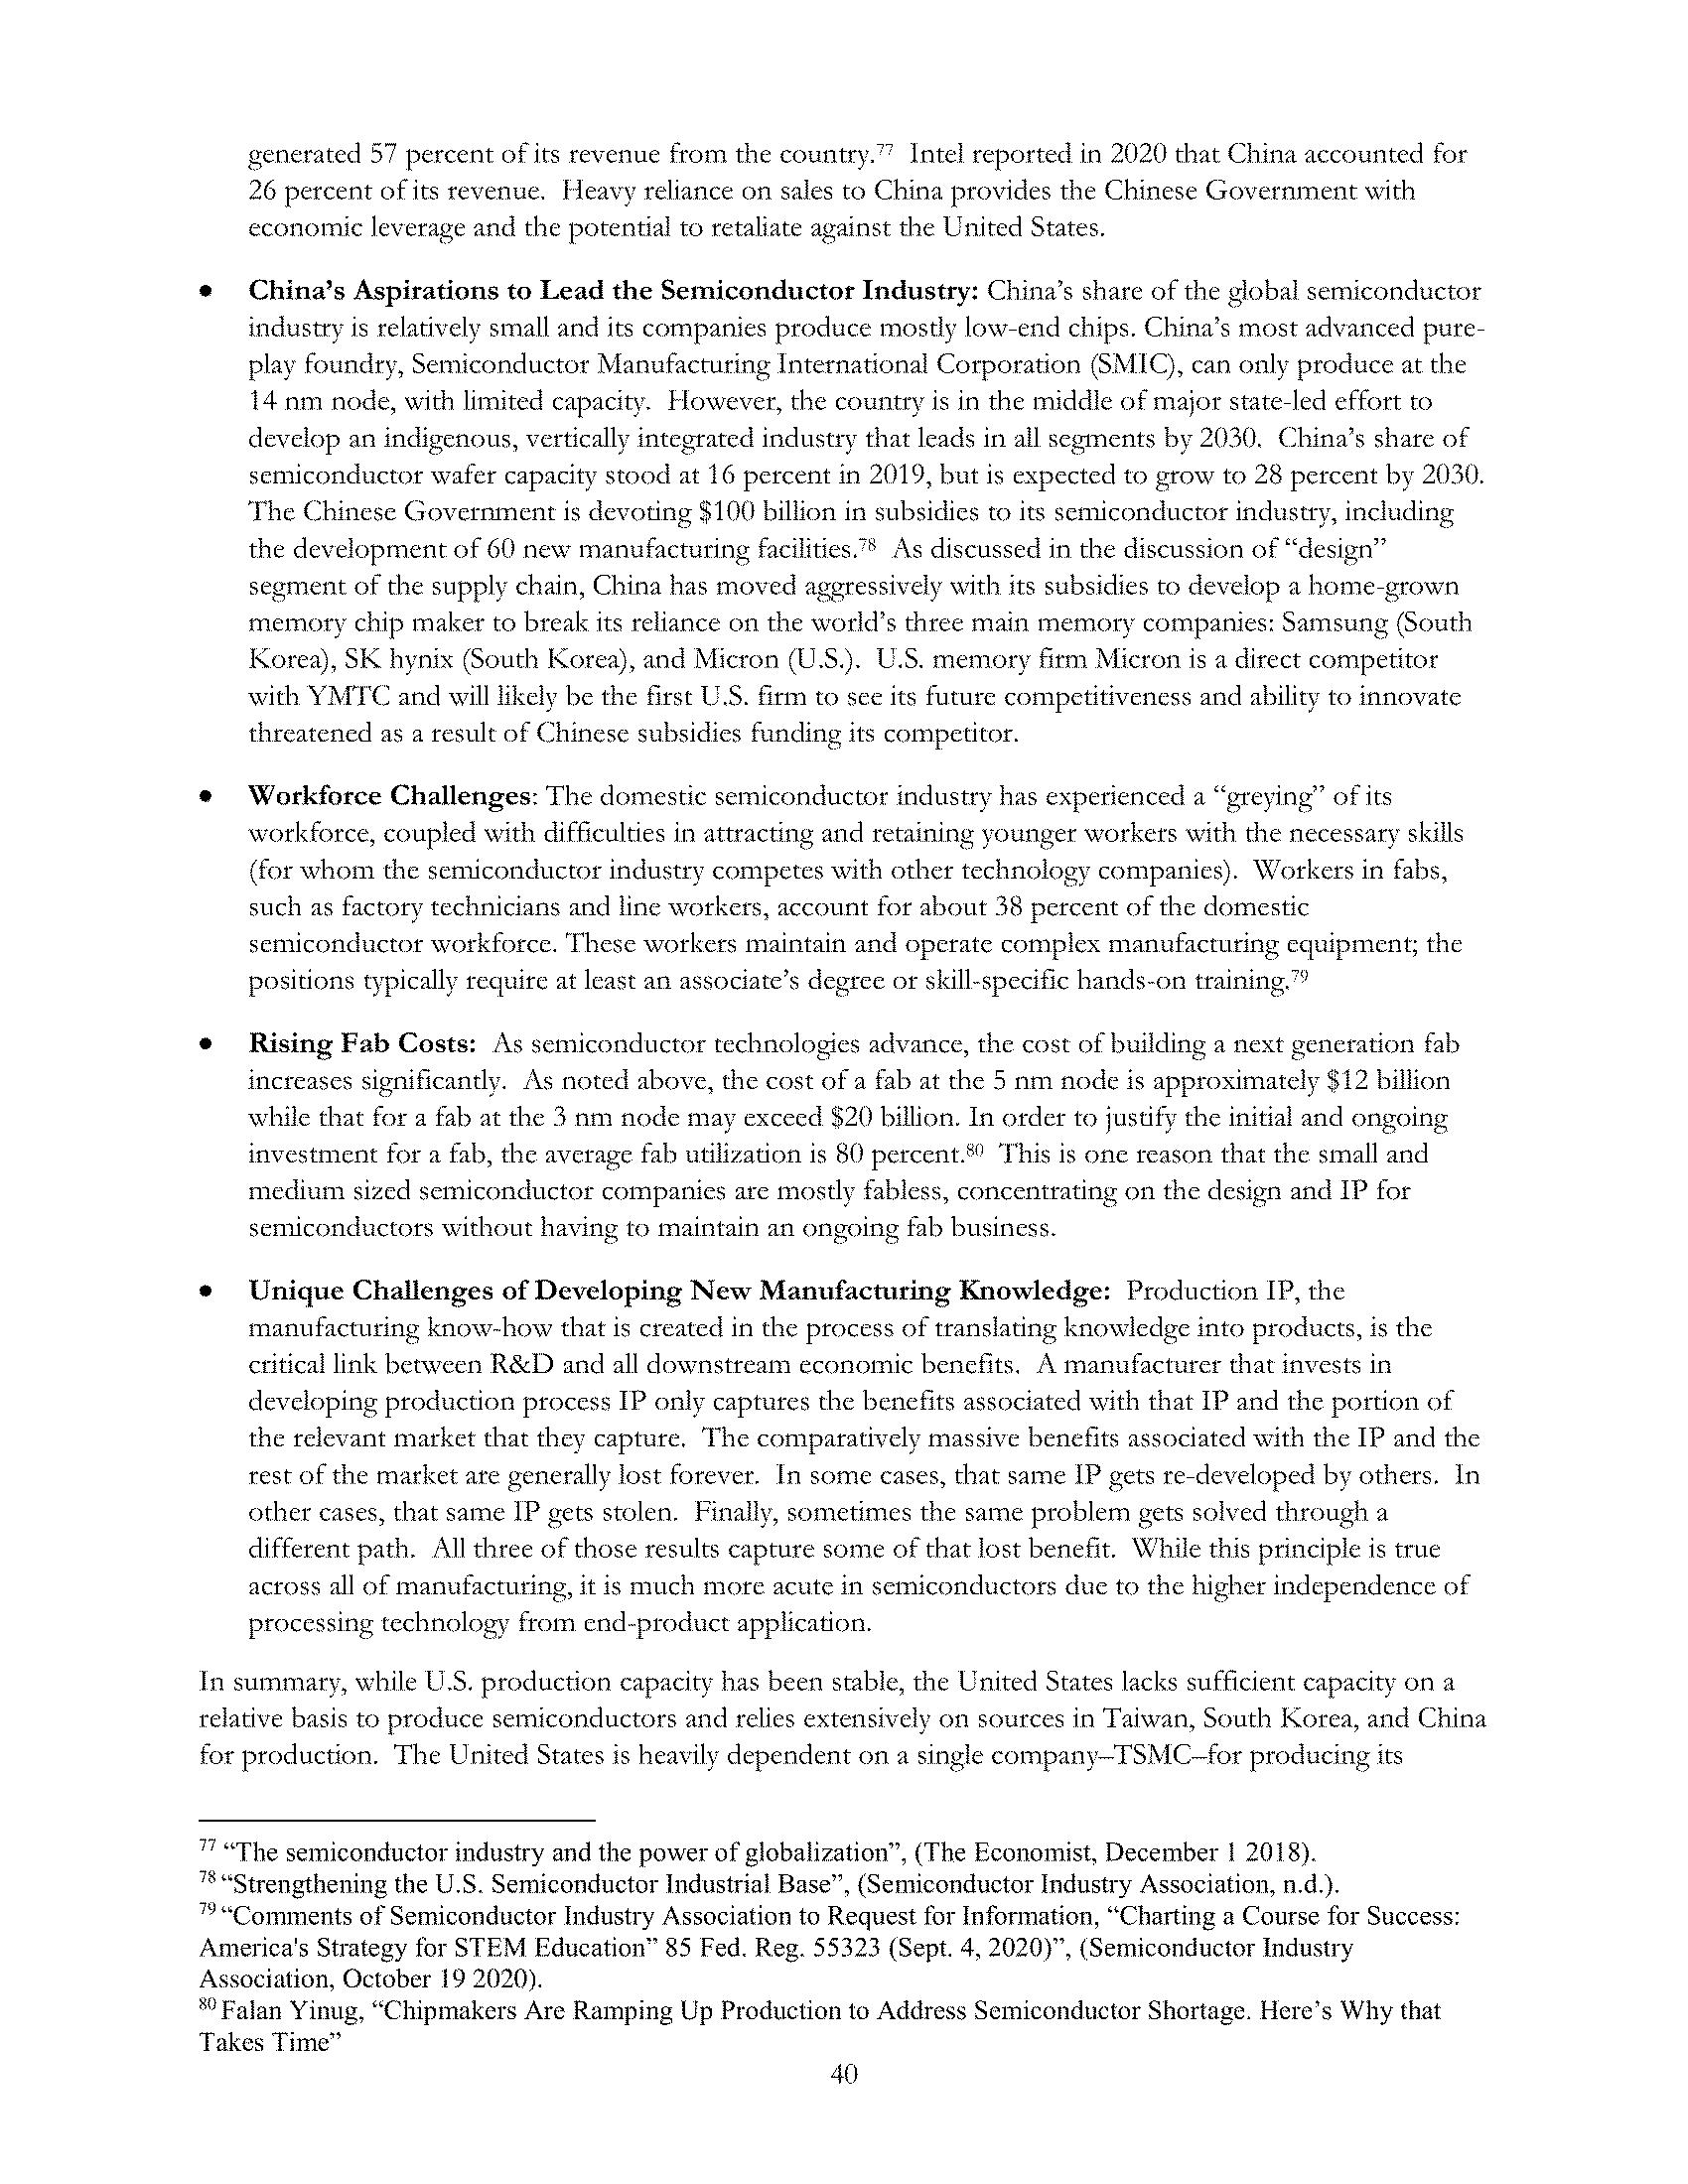 generated 57 percent of its revenue from the country.77  Intel reported in 2020 that China accounted for
26 percent of its revenue.  Heavy reliance on sales to China provides the Chinese Government with
economic leverage and the potential to retaliate against the United States.
• China's Aspirations to Lead the Semiconductor Industry: China's share of the global semiconductor
industry is relatively small and its companies produce mostly low-end chips. China's most advanced pure-
play foundry, Semiconductor Manufacturing International Corporation (SMIC), can only produce at the
14 nm node, with limited capacity.  However, the country is in the middle of major state-led effort to
develop an indigenous, vertically integrated industry that leads in all segments by 2030.  China's share of
semiconductor wafer capacity stood at 16 percent in 2019, but is expected to grow to 28 percent by 2030.
The Chinese Government is devoting $100 billion in subsidies to its semiconductor industry, including
the development of 60 new manufacturing facilities.78  As discussed in the discussion of “design”
segment of the supply chain, China has moved aggressively with its subsidies to develop a home-grown
memory chip maker to break its reliance on the world's three main memory companies: Samsung (South
Korea), SK hynix (South Korea), and Micron (U.S.).  U.S. memory firm Micron is a direct competitor
with YMTC and will likely be the first U.S. firm to see its future competitiveness and ability to innovate
threatened as a result of Chinese subsidies funding its competitor.
• Workforce Challenges: The domestic semiconductor industry has experienced a “greying” of its
workforce, coupled with difficulties in attracting and retaining younger workers with the necessary skills
(for whom the semiconductor industry competes with other technology companies).  Workers in fabs,
such as factory technicians and line workers, account for about 38 percent of the domestic
semiconductor workforce. These workers maintain and operate complex manufacturing equipment; the
positions typically require at least an associate's degree or skill-specific hands-on training.79
• Rising Fab Costs:  As semiconductor technologies advance, the cost of building a next generation fab
increases significantly.  As noted above, the cost of a fab at the 5 nm node is approximately $12 billion
while that for a fab at the 3 nm node may exceed $20 billion. In order to justify the initial and ongoing
investment for a fab, the average fab utilization is 80 percent.80  This is one reason that the small and
medium sized semiconductor companies are mostly fabless, concentrating on the design and IP for
semiconductors without having to maintain an ongoing fab business.
• Unique Challenges of Developing New Manufacturing Knowledge:  Production IP, the
manufacturing know-how that is created in the process of translating knowledge into products, is the
critical link between R&D and all downstream economic benefits.  A manufacturer that invests in
developing production process IP only captures the benefits associated with that IP and the portion of
the relevant market that they capture.  The comparatively massive benefits associated with the IP and the
rest of the market are generally lost forever.  In some cases, that same IP gets re-developed by others.  In
other cases, that same IP gets stolen.  Finally, sometimes the same problem gets solved through a
different path.  All three of those results capture some of that lost benefit.  While this principle is true
across all of manufacturing, it is much more acute in semiconductors due to the higher independence of
processing technology from end-product application.
In summary, while U.S. production capacity has been stable, the United States lacks sufficient capacity on a
relative basis to produce semiconductors and relies extensively on sources in Taiwan, South Korea, and China
for production.  The United States is heavily dependent on a single company–TSMC–for producing its
77 “The semiconductor industry and the power of globalization”, (The Economist, December 1 2018).
78 “Strengthening the U.S. Semiconductor Industrial Base”, (Semiconductor Industry Association, n.d.).
79 “Comments of Semiconductor Industry Association to Request for Information, “Charting a Course for Success:
America's Strategy for STEM Education” 85 Fed. Reg. 55323 (Sept. 4, 2020)”, (Semiconductor Industry
Association, October 19 2020).
80 Falan Yinug, “Chipmakers Are Ramping Up Production to Address Semiconductor Shortage. Here's Why that
Takes Time”
40